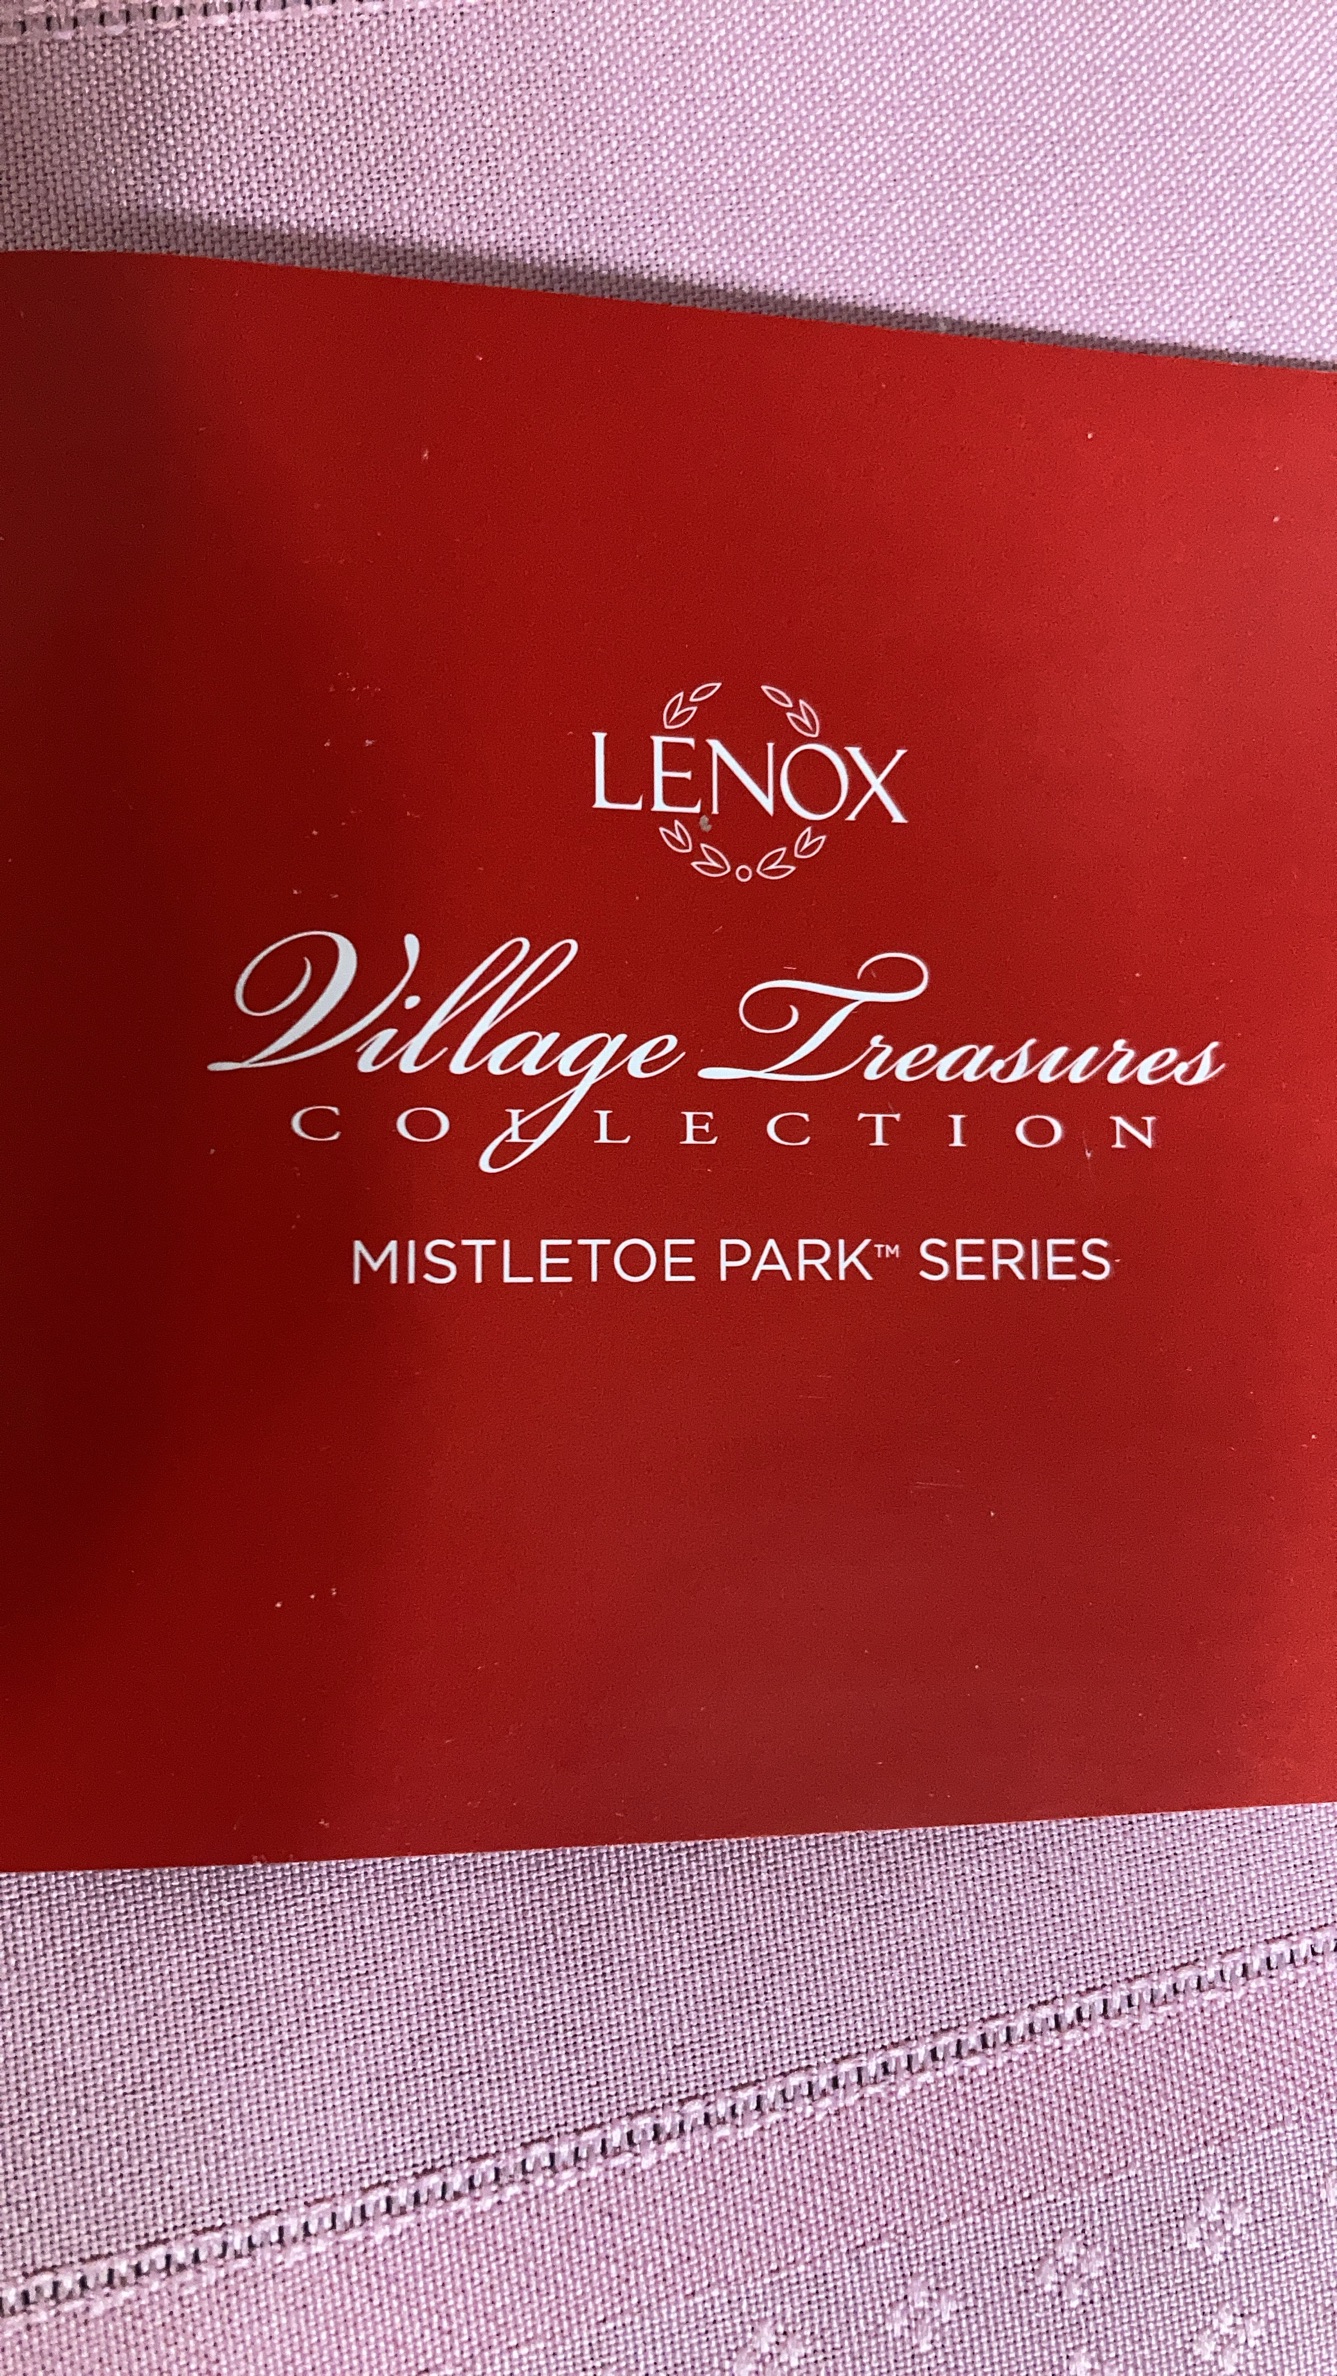 LENOX
Village Treasures
COLLECTION
MISTLETOE PARK™ SERIES